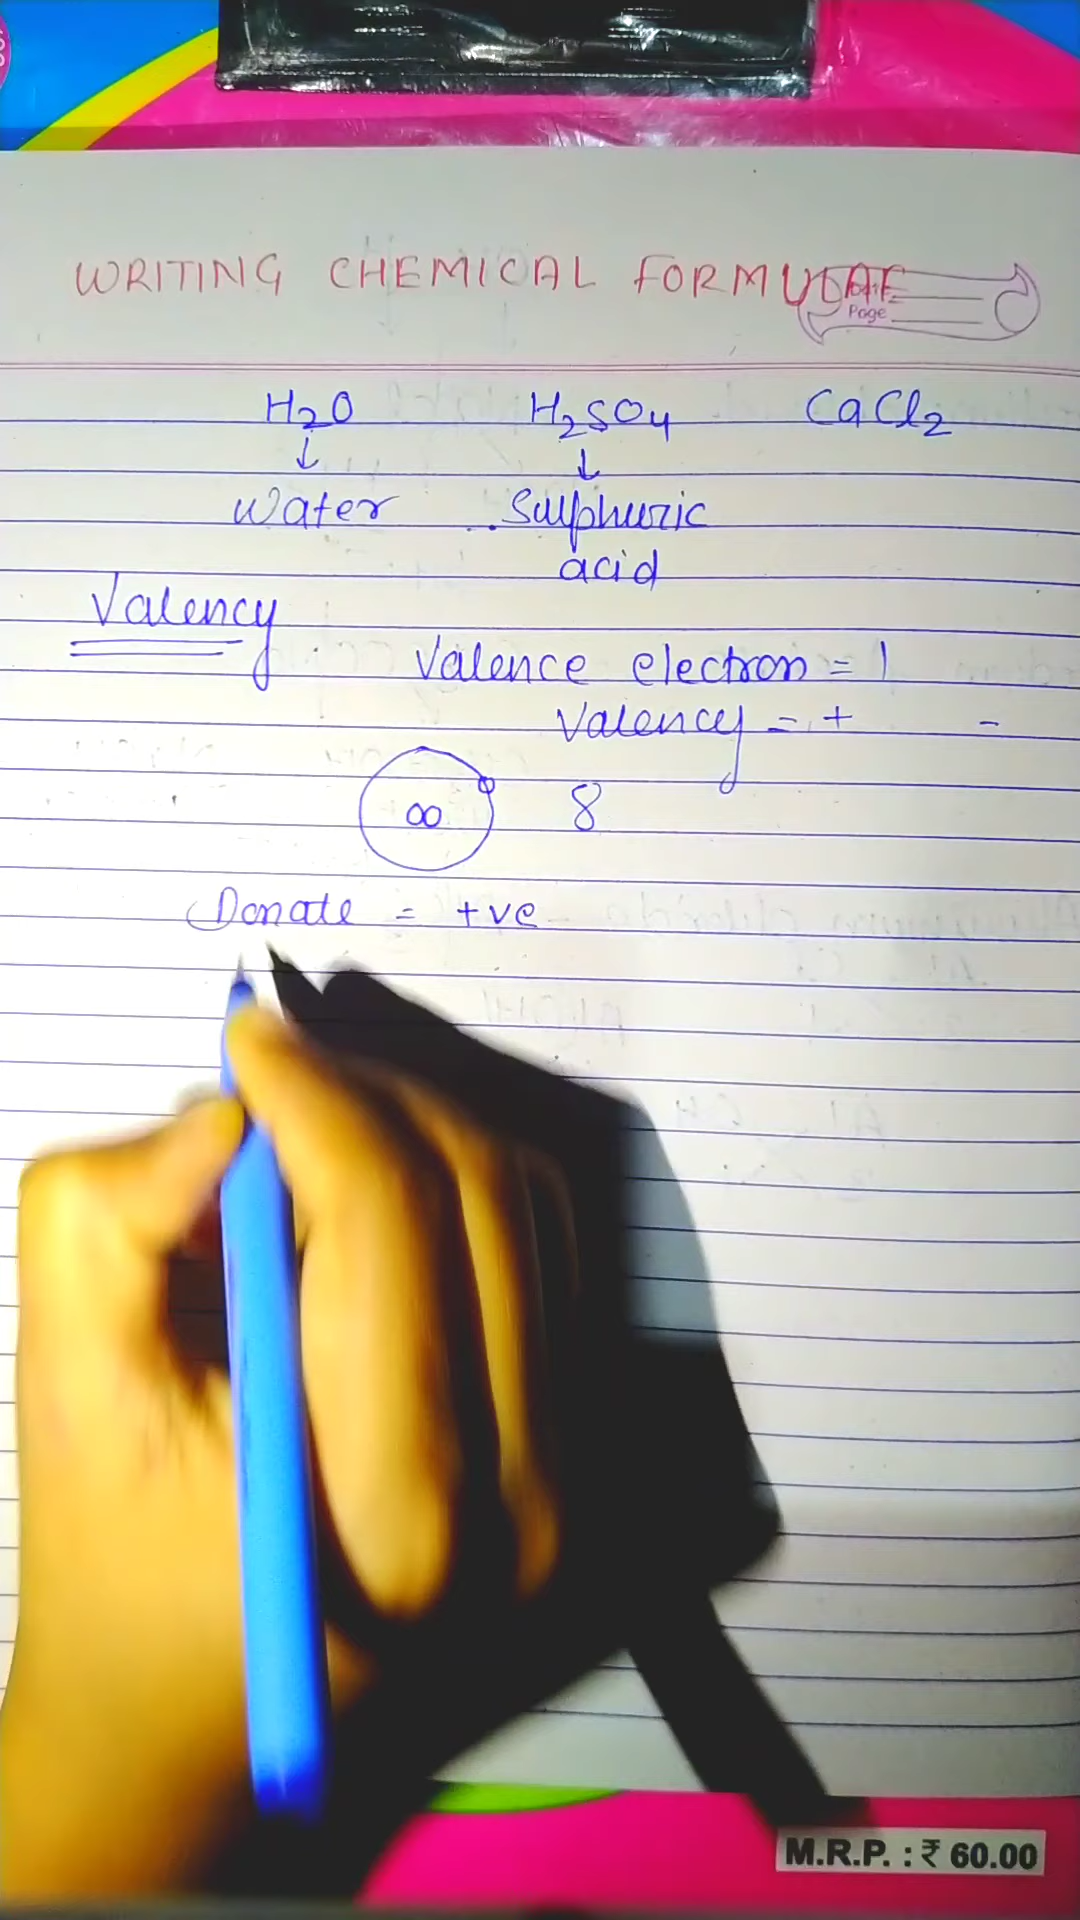 WRITING CHEMICAL FORMULAE
Page
H2O H2SO4 CaCl2
↓ ↓
Water Sulphuric
acid
Valency
Valence electron = 1
Valency = + -
8
Donate = +ve
M.R.P. : ₹ 60.00